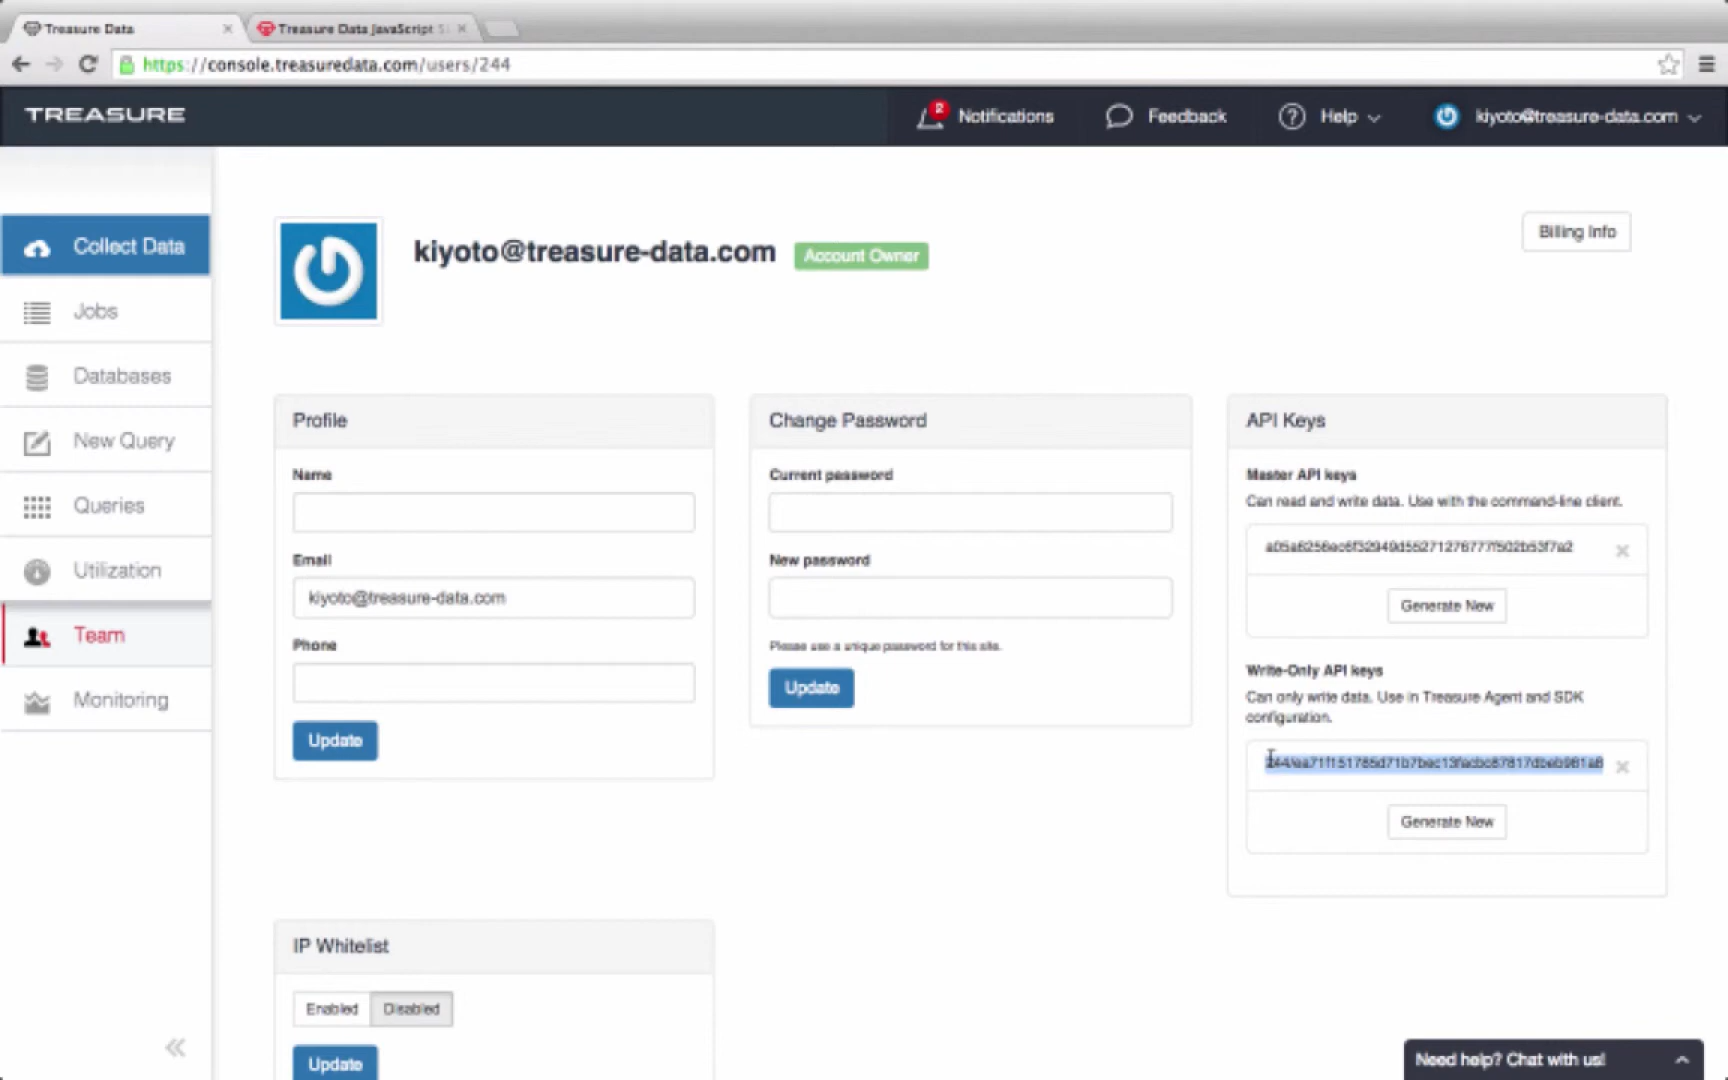 Treasure Data
Treasure Data JavaScript S
https://console.treasuredata.com/users/244
TREASURE
2
Notifications
Feedback
Help
kiyoto@treasure-data.com
Collect Data
Jobs
Databases
New Query
Queries
Utilization
Team
Monitoring
kiyoto@treasure-data.com
Account Owner
Billing Info
Profile
Name
Email
kiyoto@treasure-data.com
Phone
Update
Change Password
Current password
New password
Please use a unique password for this site.
Update
API Keys
Master API keys
Can read and write data. Use with the command-line client.
Generate New
Write-Only API keys
Can only write data. Use in Treasure Agent and SDK
configuration.
Generate New
IP Whitelist
Enabled
Disabled
Update
Need help? Chat with us!